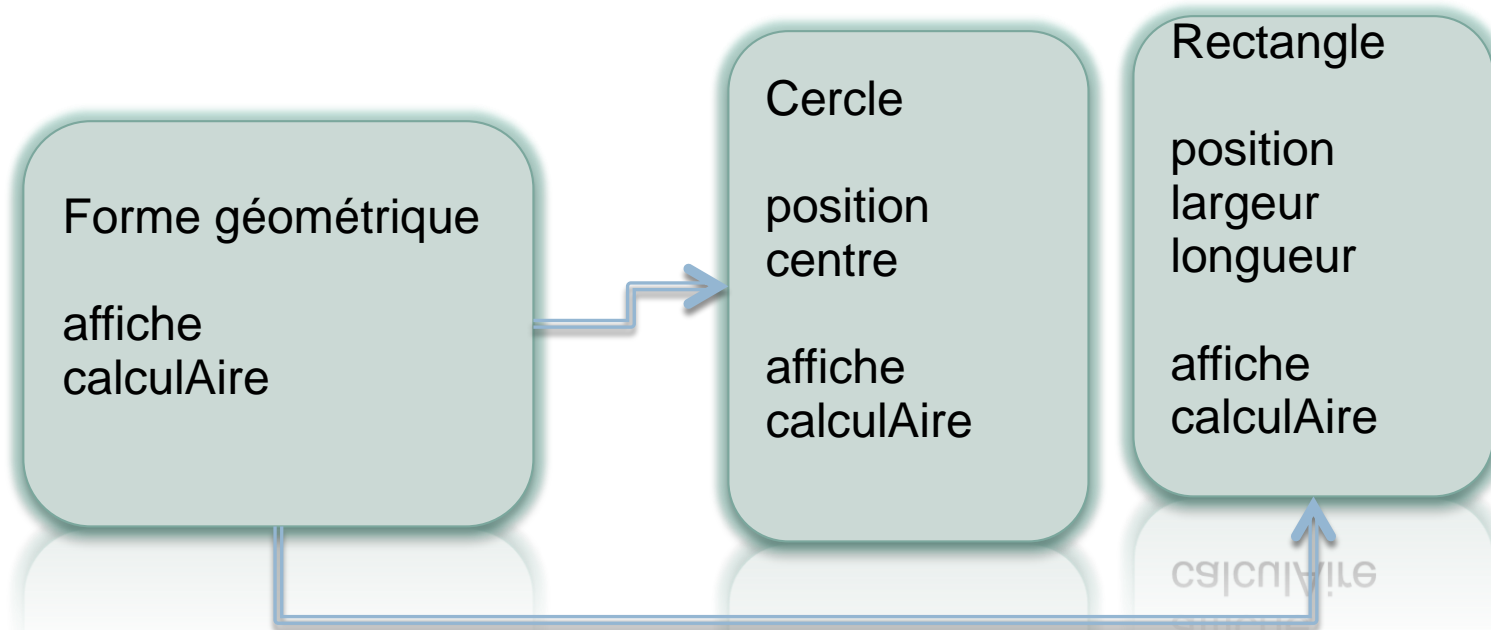 Forme géométrique
affiche
calculAire
Cercle
position
centre
affiche
calculAire
Rectangle
position
largeur
longueur
affiche
calculAire